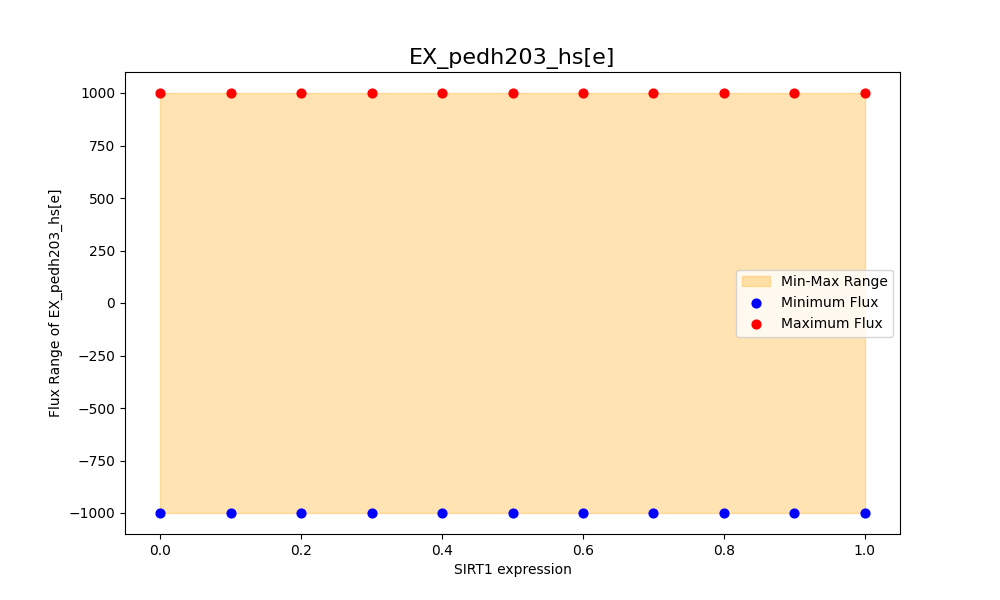 EX_pedh203_hs[e]
Flux Range of EX_pedh203_hs[e]
1000
750
500
250
0
−250
−500
−750
−1000
Min-Max Range
Minimum Flux
Maximum Flux
0.0
0.2
0.4
0.6
0.8
1.0
SIRT1 expression